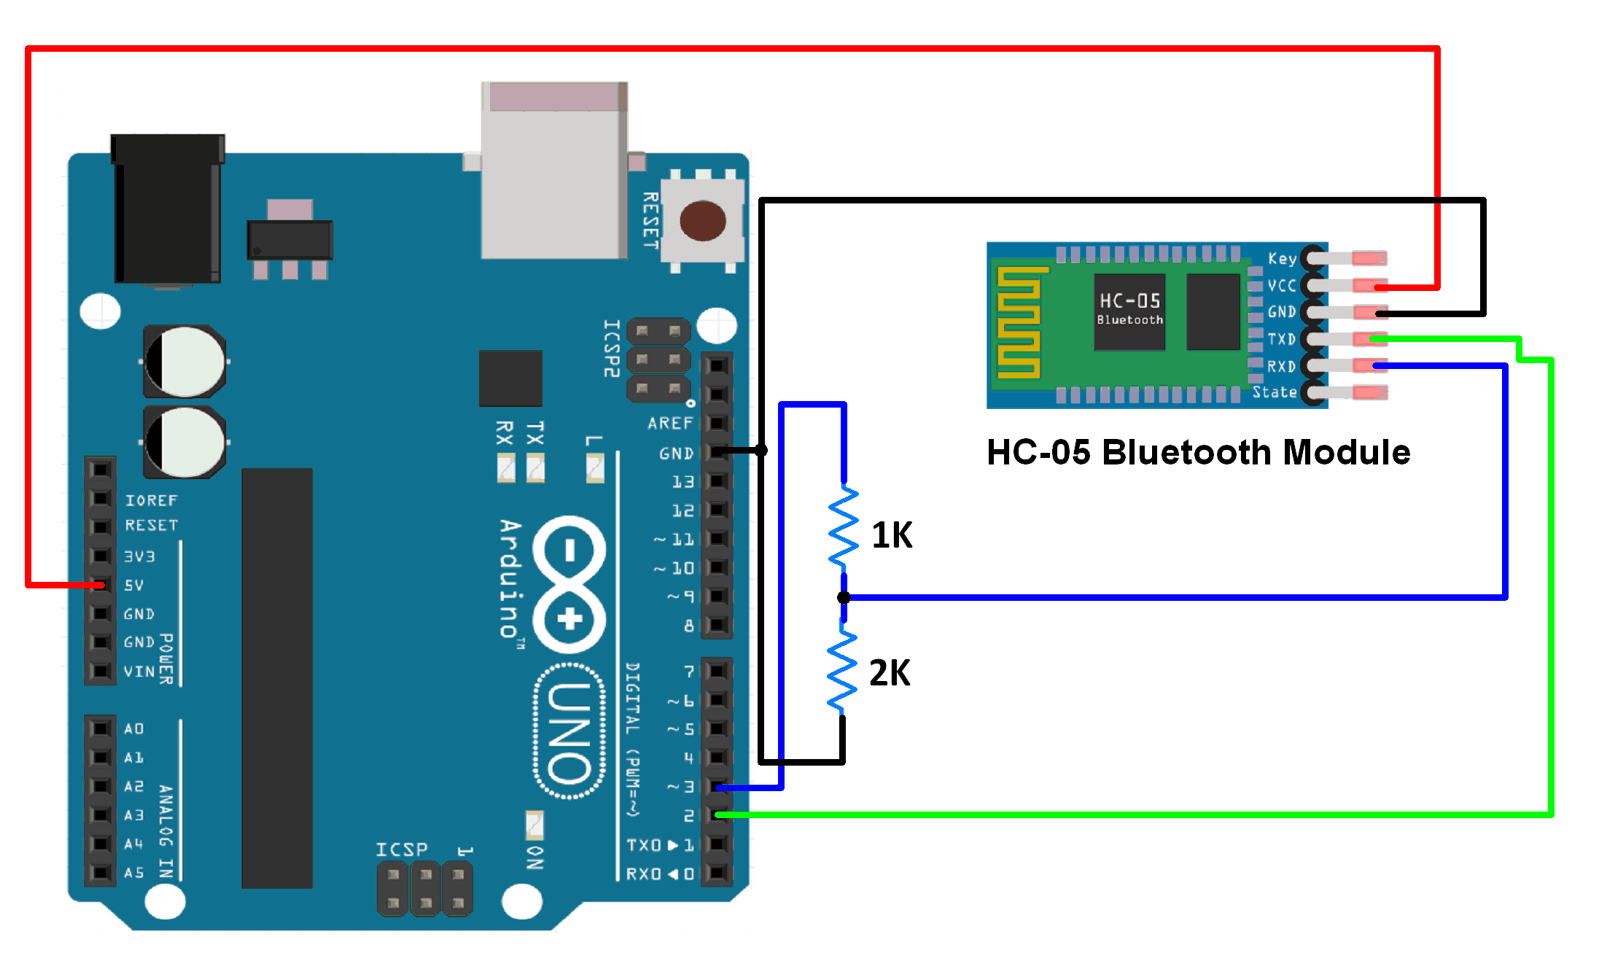 RESET
ICSP2
AREF
GND
13
12
~11
~10
~9
8
7
~6
~5
4
~3
2
TX0▶1
RX0◀0
RX
TX
L
IOREF
RESET
3V3
5V
GND
GND
VIN
POWER
A0
A1
A2
A3
A4
A5
ANALOG IN
Arduino™
UNO
DIGITAL (PWM=~)
ICSP
1
ON
HC-05
Bluetooth
Key
VCC
GND
TXD
RXD
State
HC-05 Bluetooth Module
1K
2K